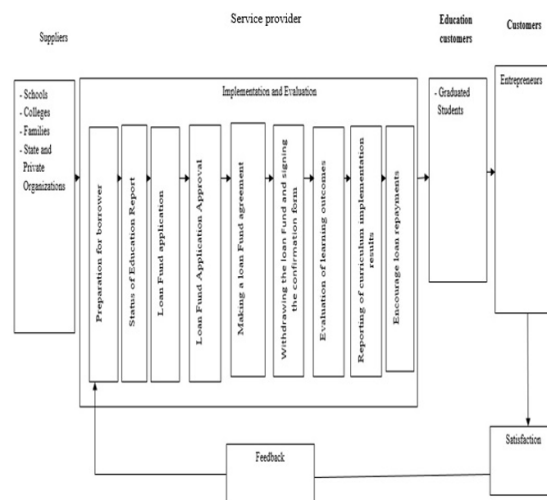 Service provider
Suppliers
Education
customers
Customers
- Schools
- Colleges
- Families
- State and
Private
Organizations
Implementation and Evaluation
Preparation for borrower
Status of Education Report
Loan Fund application
Loan Fund Application Approval
Making a loan Fund agreement
Withdrawing the loan Fund and signing
the confirmation form
Evaluation of learning outcomes
Reporting of curriculum implementation
results
Encourage loan repayments
- Graduated
Students
Entrepreneurs
Satisfaction
Feedback